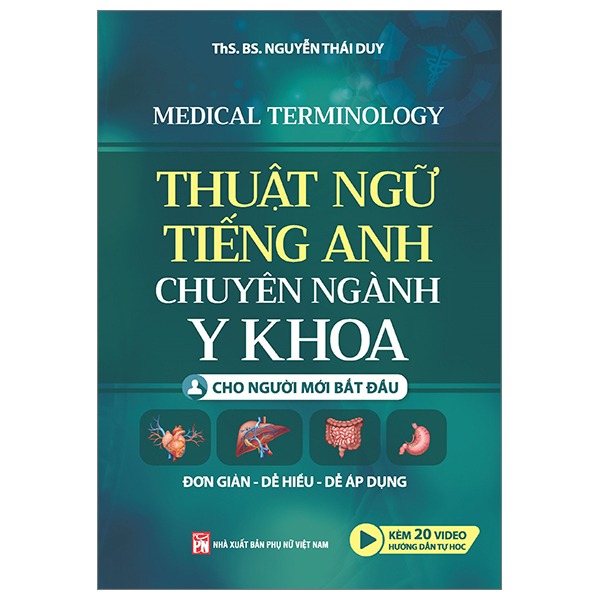 ThS. BS. NGUYỄN THÁI DUY
MEDICAL TERMINOLOGY
THUẬT NGỮ
TIẾNG ANH
CHUYÊN NGÀNH
Y KHOA
CHO NGƯỜI MỚI BẮT ĐẦU
ĐƠN GIẢN - DỄ HIỂU - DỄ ÁP DỤNG
PN
NHÀ XUẤT BẢN PHỤ NỮ VIỆT NAM
KÈM 20 VIDEO
HƯỚNG DẪN TỰ HỌC